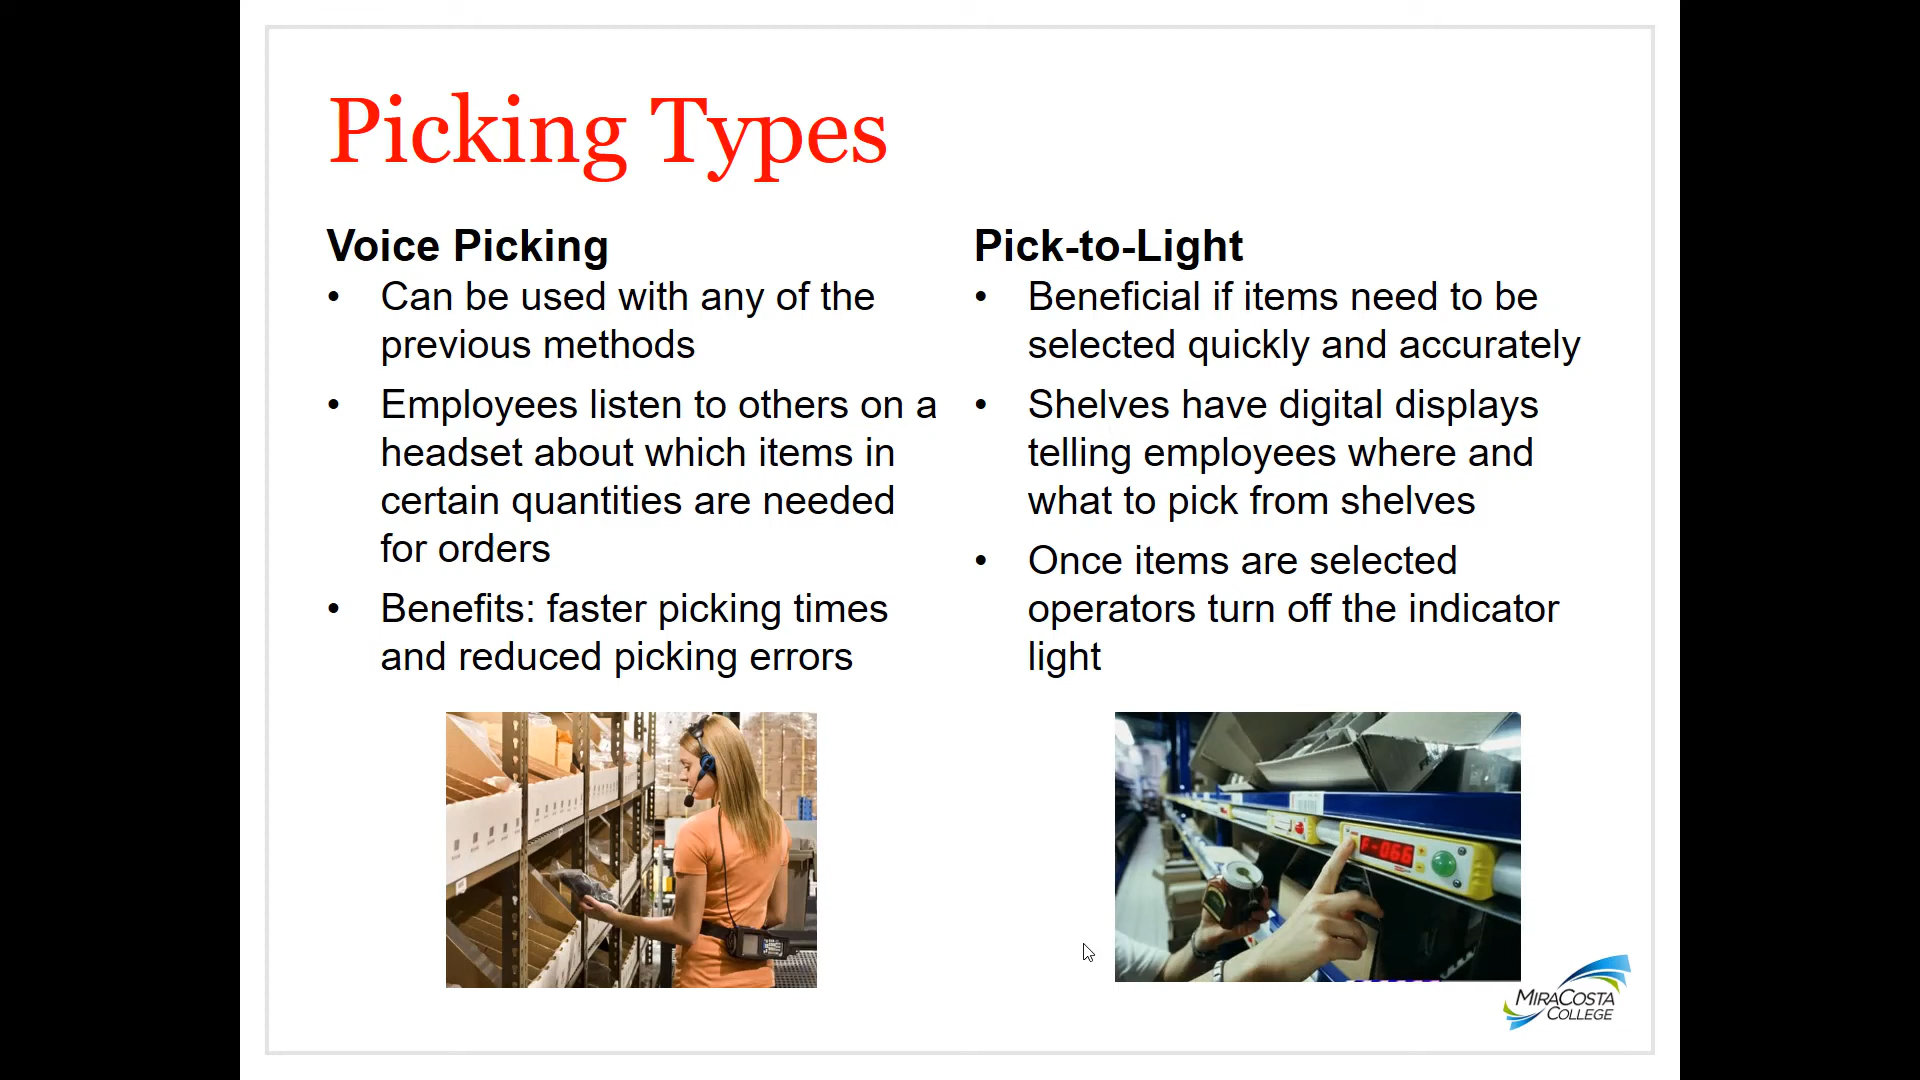 Picking Types
Voice Picking
• Can be used with any of the
previous methods
• Employees listen to others on a
headset about which items in
certain quantities are needed
for orders
• Benefits: faster picking times
and reduced picking errors
Pick-to-Light
• Beneficial if items need to be
selected quickly and accurately
• Shelves have digital displays
telling employees where and
what to pick from shelves
• Once items are selected
operators turn off the indicator
light
F-066
MIRACOSTA
COLLEGE